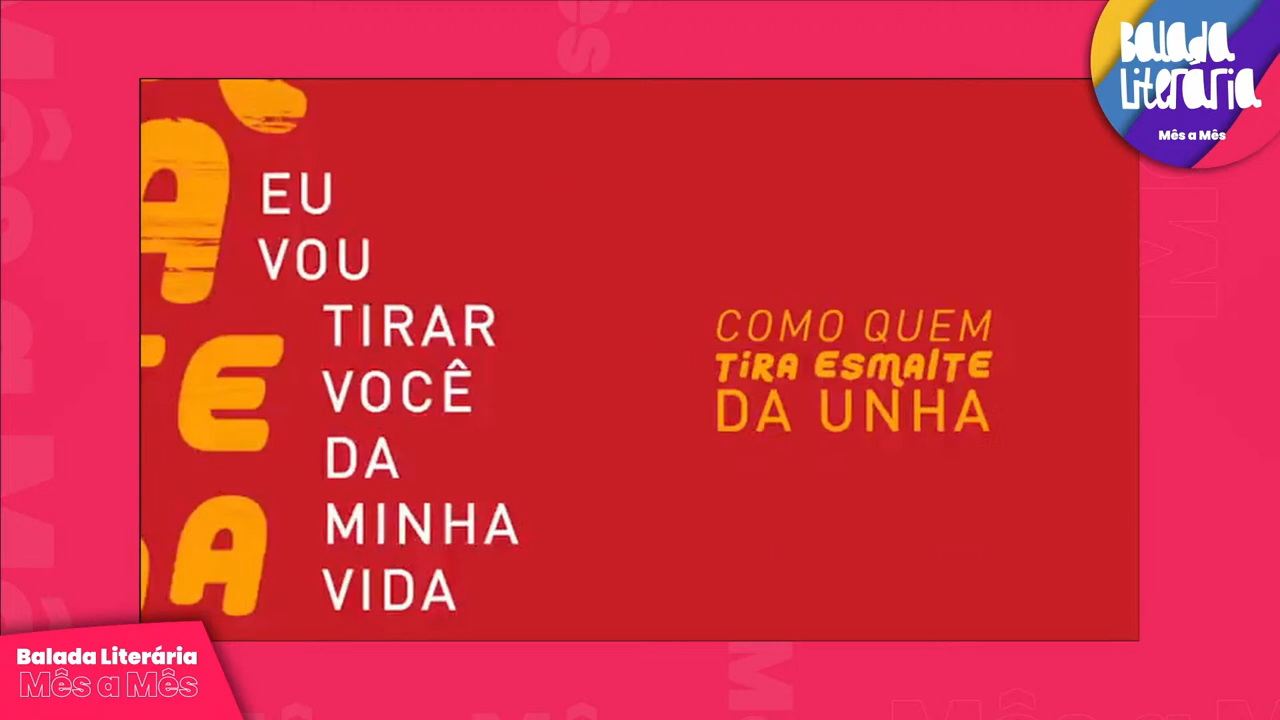 Balada
Literária
Mês a Mês
EU
VOU
TIRAR
VOCÊ
DA
MINHA
VIDA
COMO QUEM
TIRA ESMALTE
DA UNHA
Balada Literária
Mês a Mês